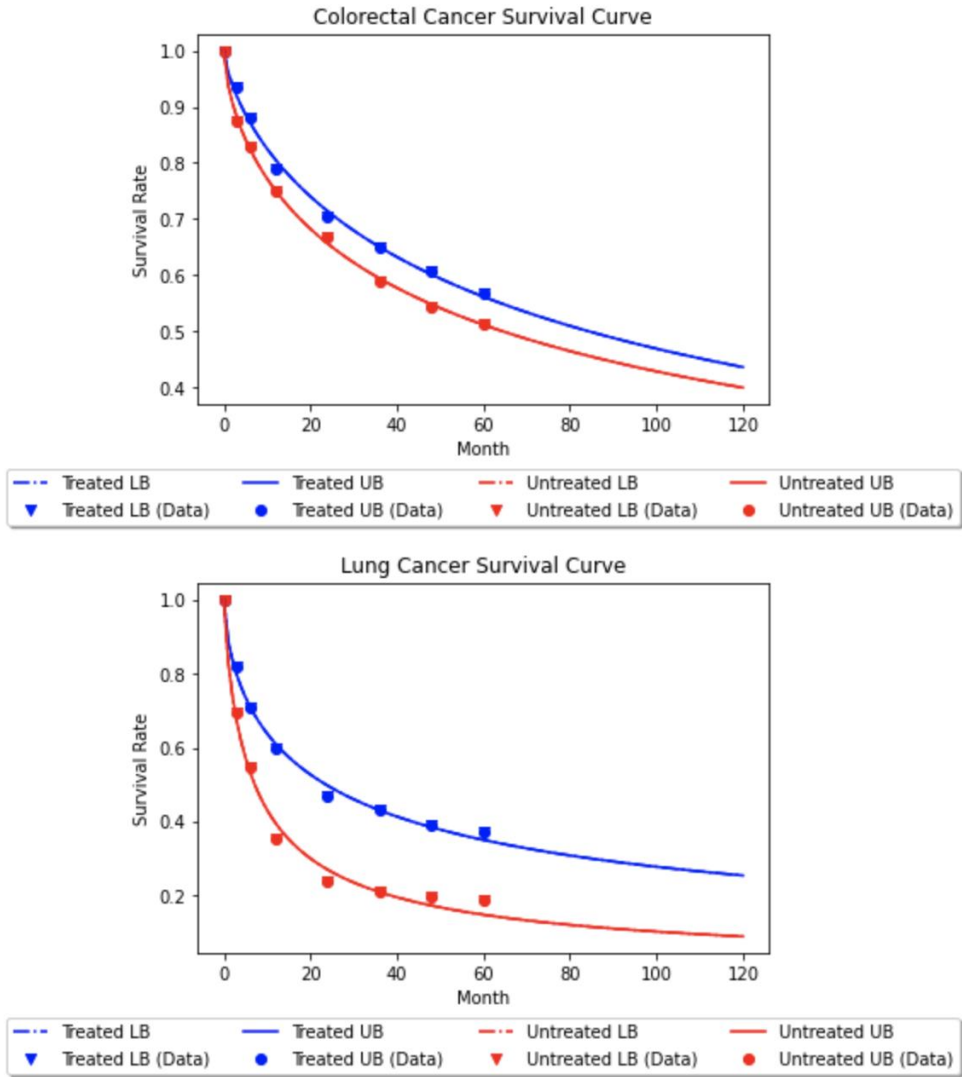 Colorectal Cancer Survival Curve
1.0
0.9
0.8
0.7
0.6
0.5
0.4
Survival Rate
0 20 40 60 80 100 120
Month
Treated LB Treated UB Untreated LB Untreated UB
Treated LB (Data) Treated UB (Data) Untreated LB (Data) Untreated UB (Data)
Lung Cancer Survival Curve
1.0
0.8
0.6
0.4
0.2
Survival Rate
0 20 40 60 80 100 120
Month
Treated LB Treated UB Untreated LB Untreated UB
Treated LB (Data) Treated UB (Data) Untreated LB (Data) Untreated UB (Data)